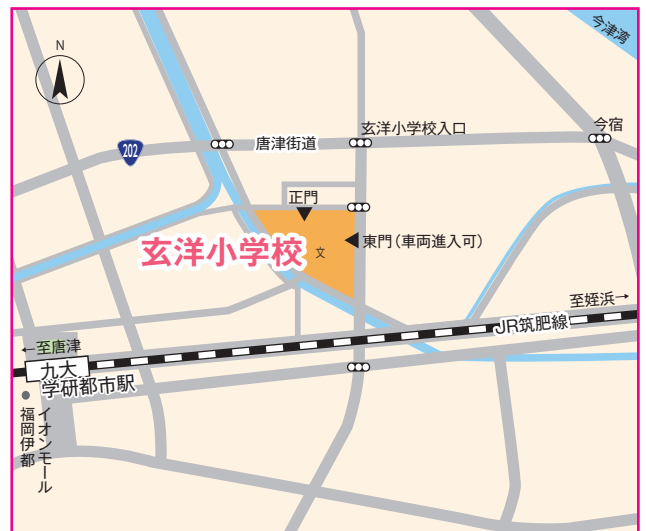 今津湾
N
202
唐津街道
玄洋小学校入口
今宿
正門
東門（車両進入可）
玄洋小学校
文
至姪浜→
JR筑肥線
←至唐津
九大
学研都市駅
イオンモール
福岡伊都